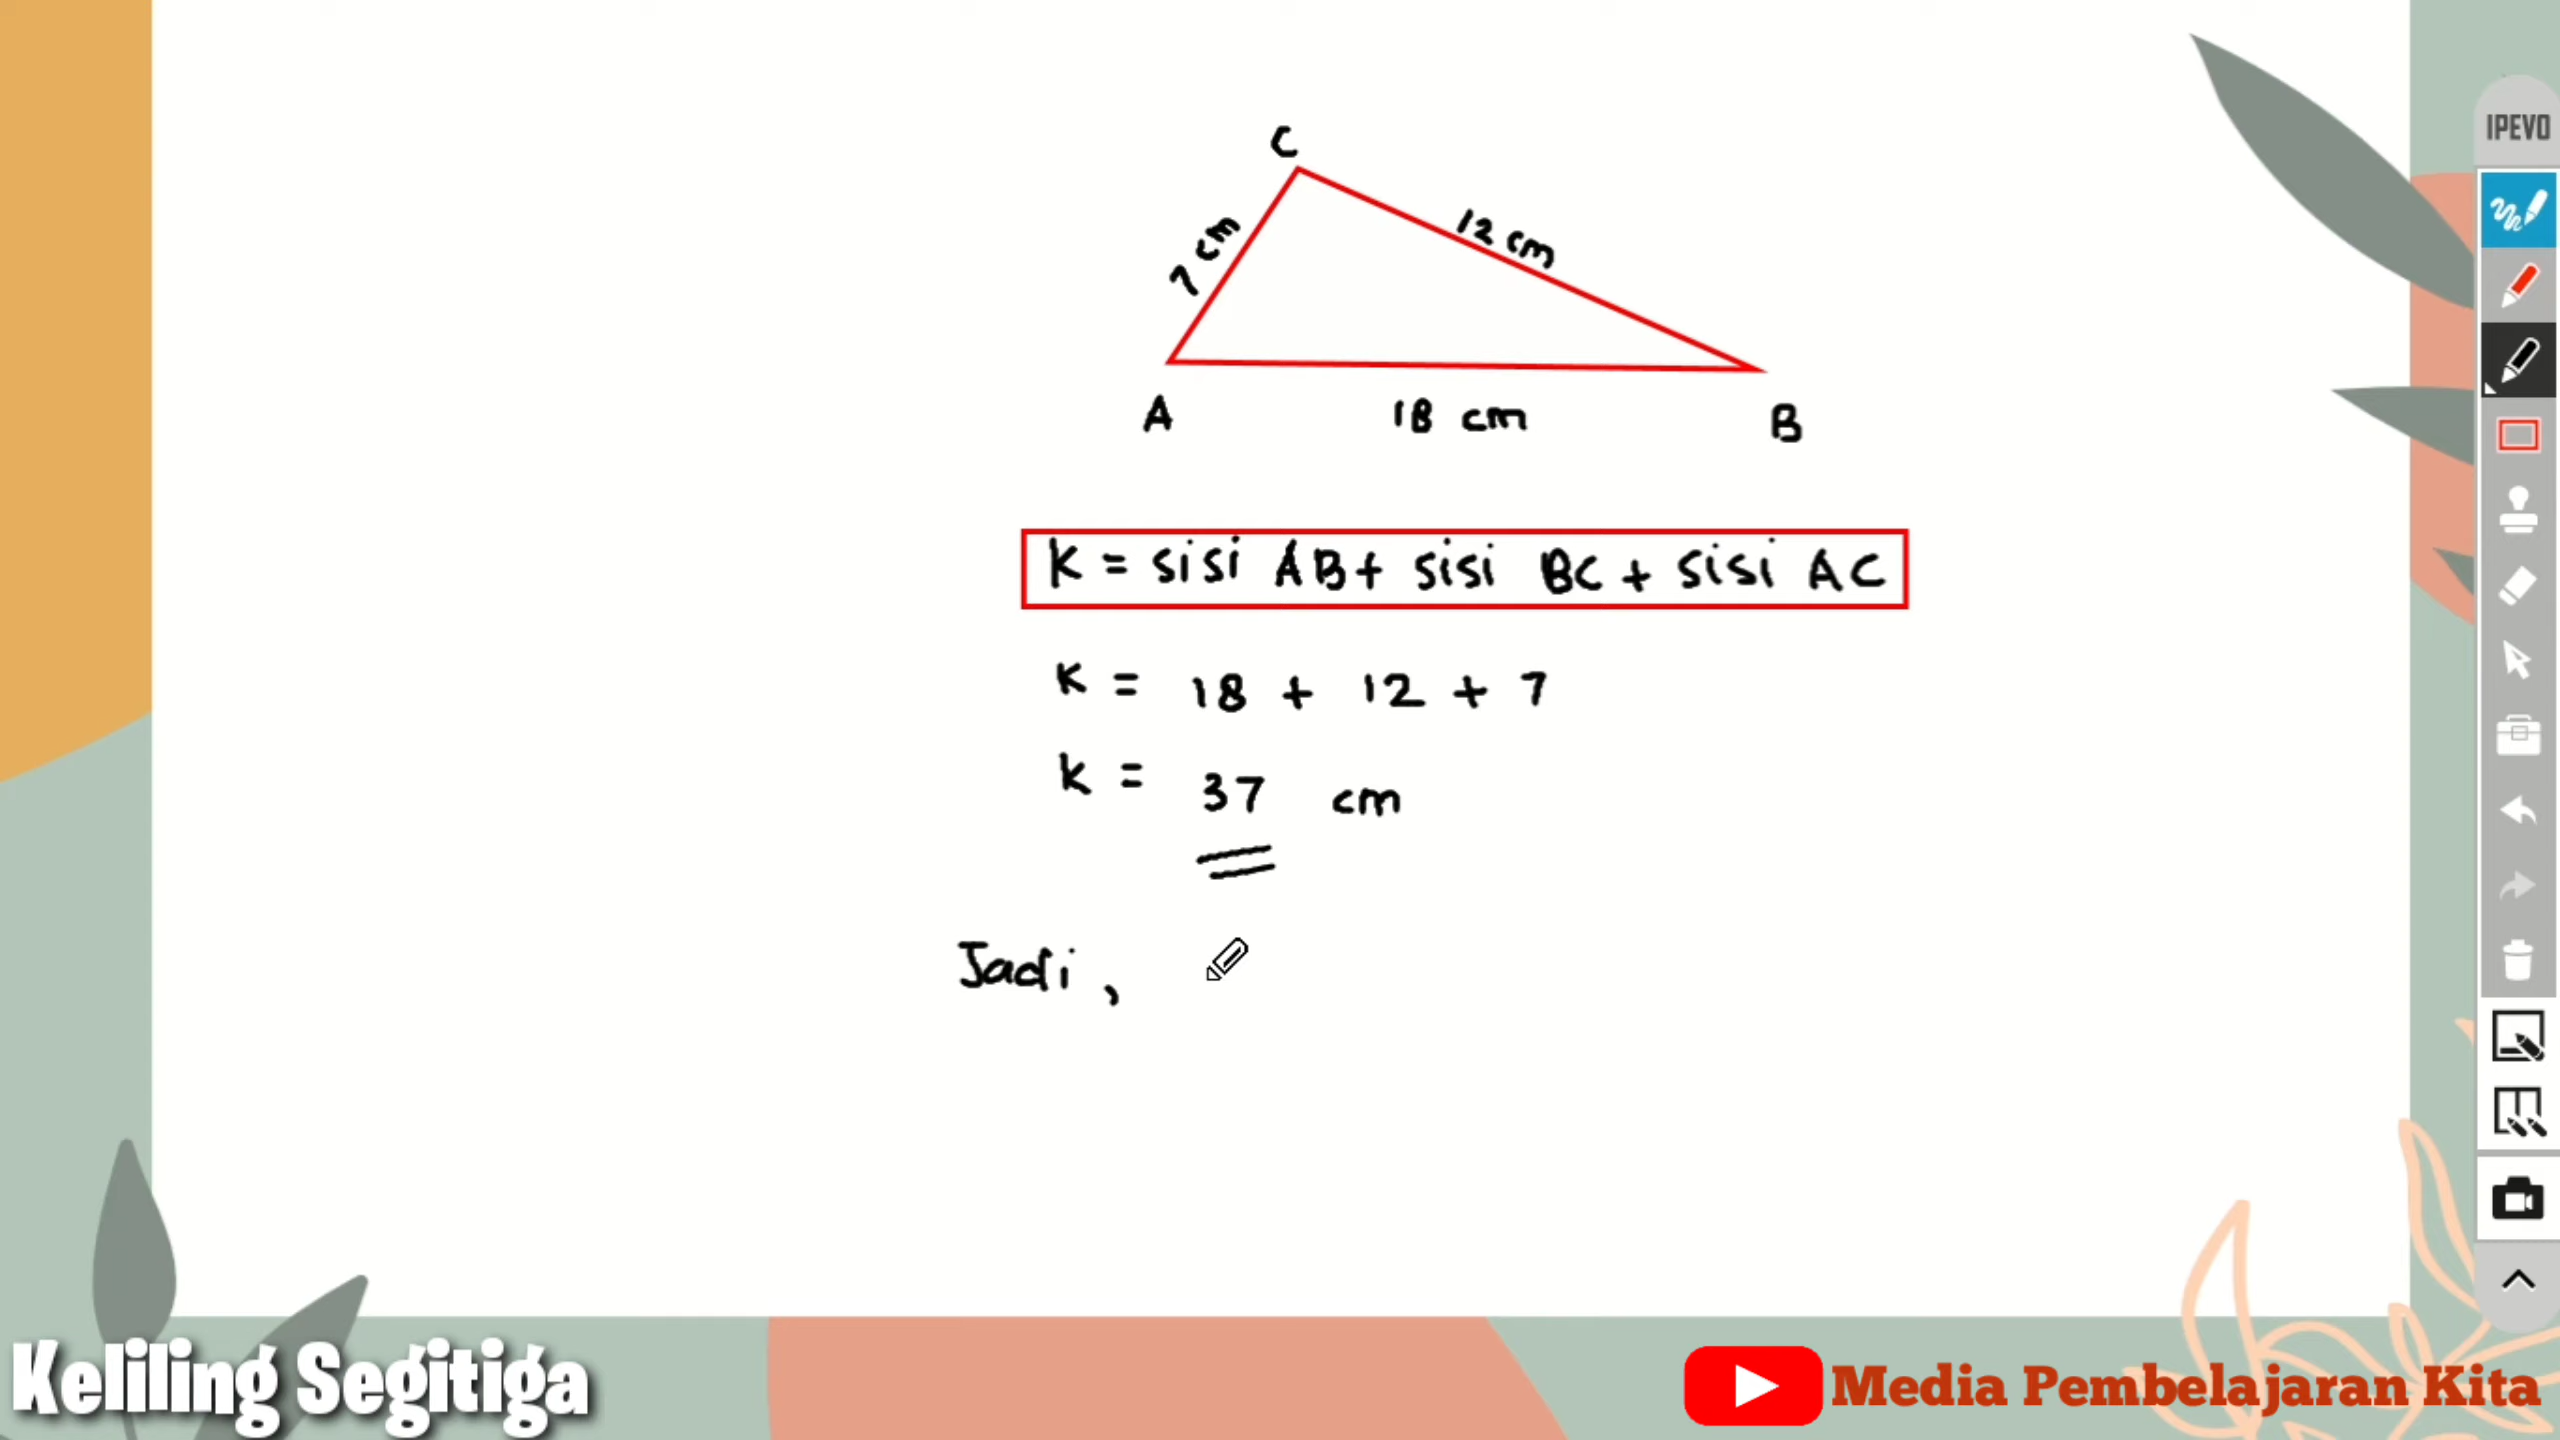 IPEVO
C
7 cm
12 cm
A
18 cm
B
K = sisi AB + sisi BC + sisi AC
K = 18 + 12 + 7
K = 37 cm
Jadi,
Keliling Segitiga
Media Pembelajaran Kita